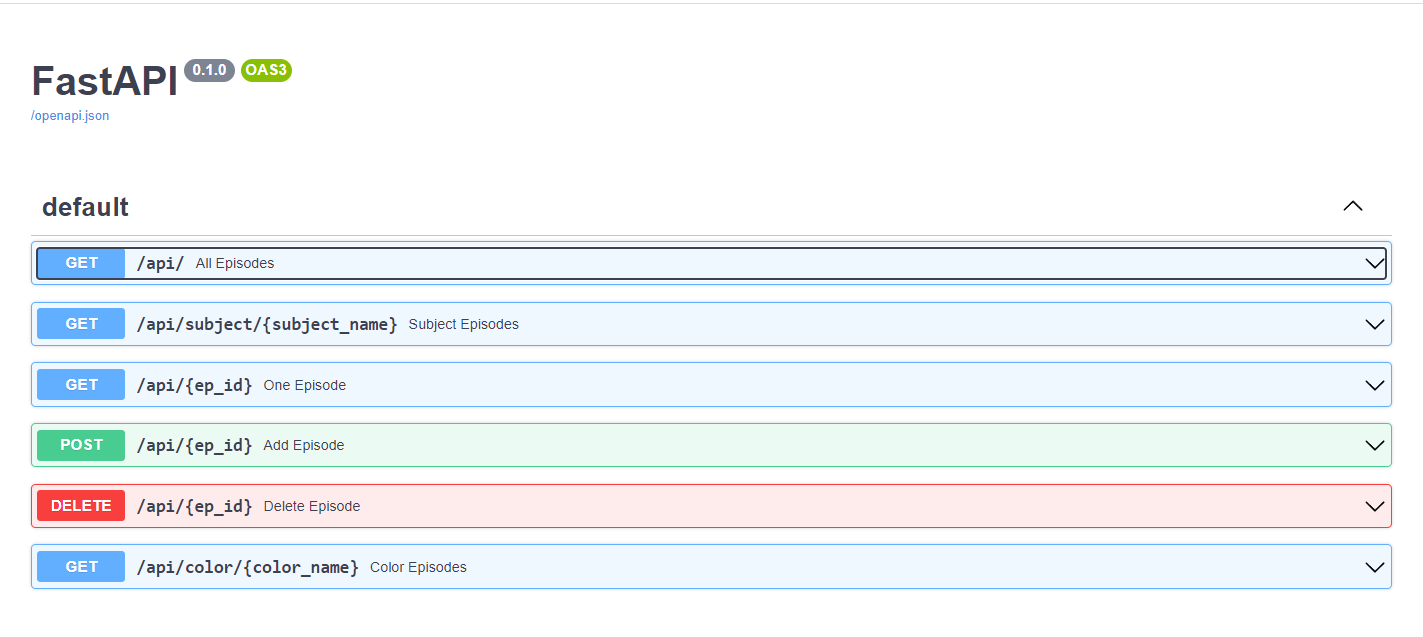 FastAPI 0.1.0 OAS3
/openapi.json
default
GET /api/ All Episodes
GET /api/subject/{subject_name} Subject Episodes
GET /api/{ep_id} One Episode
POST /api/{ep_id} Add Episode
DELETE /api/{ep_id} Delete Episode
GET /api/color/{color_name} Color Episodes